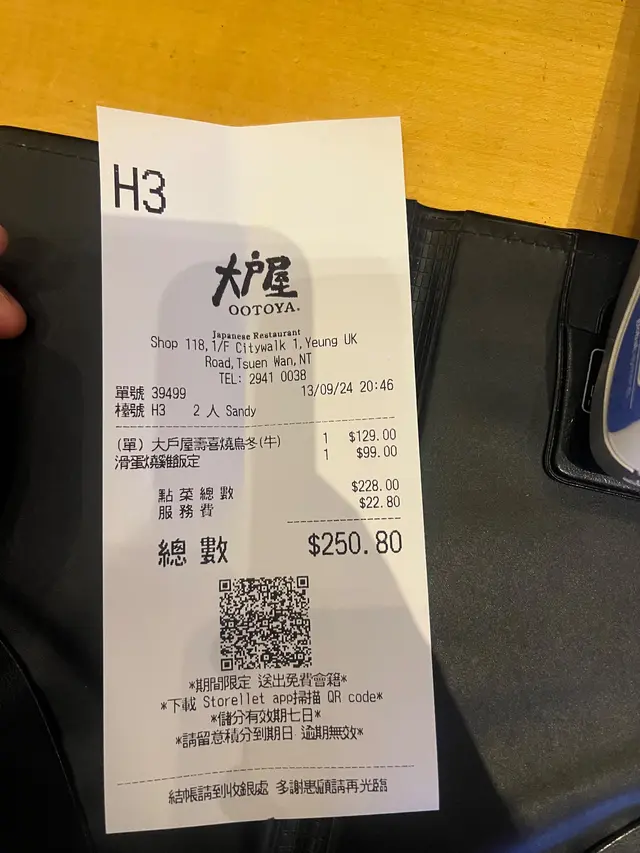 H3
大戶屋
OOTOYA.
Japanese Restaurant
Shop 118,1/F Citywalk 1,Yeung UK
Road,Tsuen Wan,NT
TEL: 2941 0038
單號 39499 13/09/24 20:46
檯號 H3 2 人 Sandy
(單) 大戶屋壽喜燒烏冬(牛) 1 $129.00
滑蛋燒雞飯定 1 $99.00
點菜總數 $228.00
服務費 $22.80
總數 $250.80
*期間限定 送出免費會籍*
*下載 Storellet app掃描 QR code*
*儲分有效期七日*
*請留意積分到期日 逾期無效*
結帳請到收銀處 多謝惠顧請再光臨